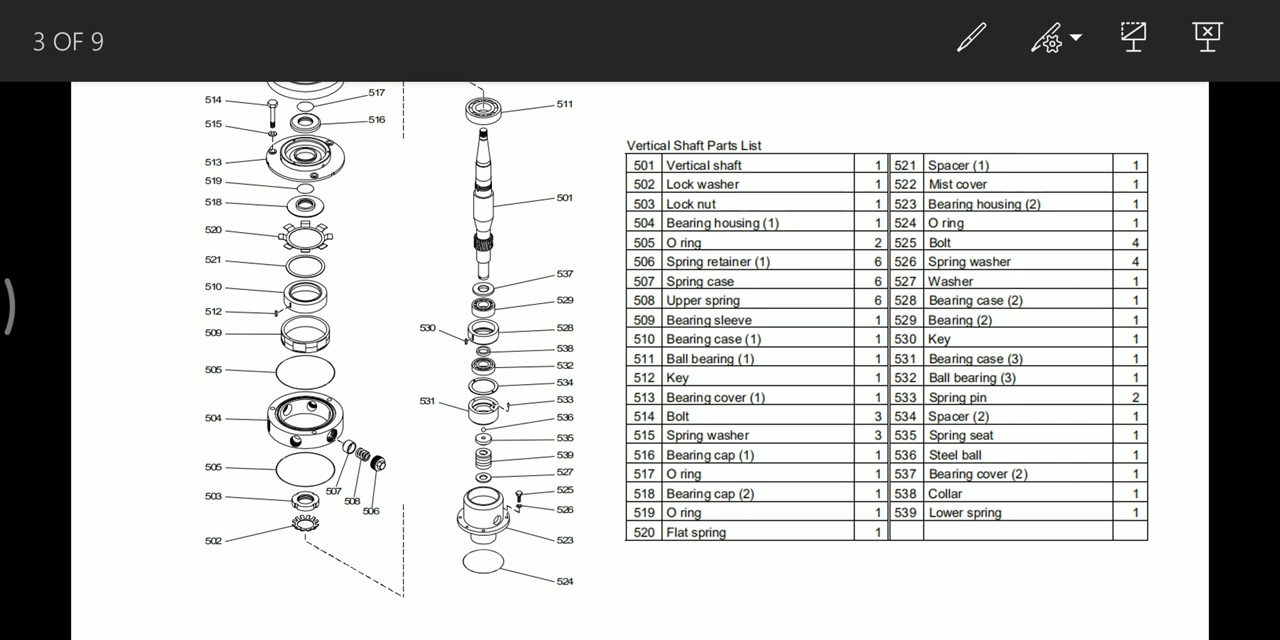 3 OF 9
514
517
515
516
513
519
518
520
521
510
512
509
505
504
505
503
507
508
506
502
511
501
537
529
530
528
538
532
534
531
533
536
535
539
527
525
526
523
524
Vertical Shaft Parts List
501 Vertical shaft 1 521 Spacer (1) 1
502 Lock washer 1 522 Mist cover 1
503 Lock nut 1 523 Bearing housing (2) 1
504 Bearing housing (1) 1 524 O ring 1
505 O ring 2 525 Bolt 4
506 Spring retainer (1) 6 526 Spring washer 4
507 Spring case 6 527 Washer 1
508 Upper spring 6 528 Bearing case (2) 1
509 Bearing sleeve 1 529 Bearing (2) 1
510 Bearing case (1) 1 530 Key 1
511 Ball bearing (1) 1 531 Bearing case (3) 1
512 Key 1 532 Ball bearing (3) 1
513 Bearing cover (1) 1 533 Spring pin 2
514 Bolt 3 534 Spacer (2) 1
515 Spring washer 3 535 Spring seat 1
516 Bearing cap (1) 1 536 Steel ball 1
517 O ring 1 537 Bearing cover (2) 1
518 Bearing cap (2) 1 538 Collar 1
519 O ring 1 539 Lower spring 1
520 Flat spring 1